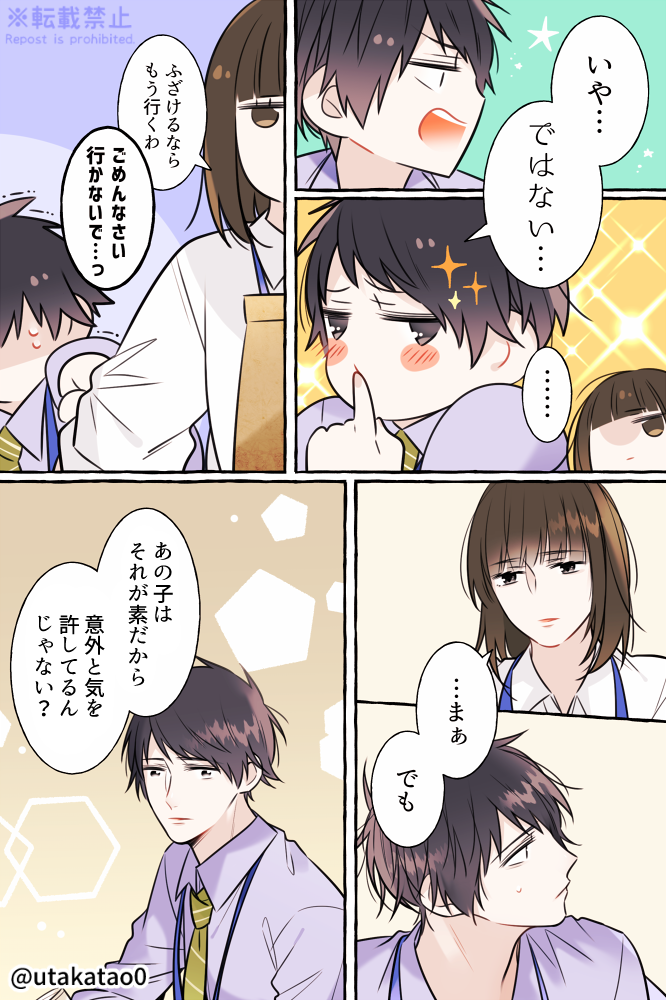 ※転載禁止
Repost is prohibited.
いや…
ではない…
……
ふざけるなら
もう行くわ
ごめんなさい
行かないで…っ
…まぁ
でも
あの子は
それが素だから
意外と気を
許してるん
じゃない？
@utakatao0